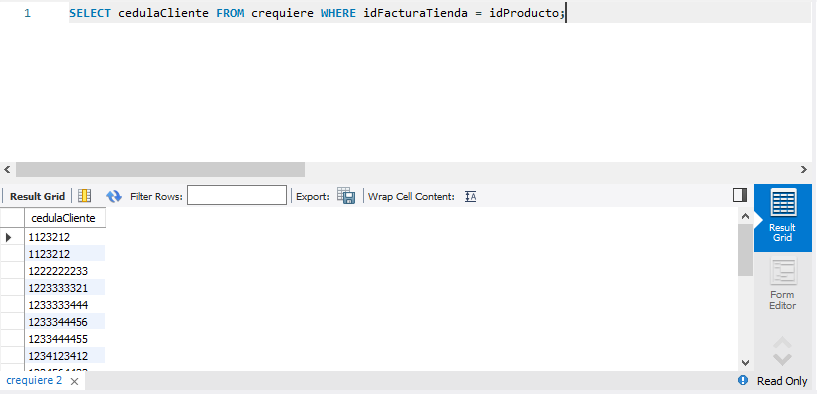 1 SELECT cedulaCliente FROM crequiere WHERE idFacturaTienda = idProducto;
Result Grid Filter Rows: Export: Wrap Cell Content:
cedulaCliente
1123212
1123212
1222222233
1223333321
1233333444
1233344456
1233444455
1234123412
Result
Grid
Form
Editor
crequiere 2
Read Only